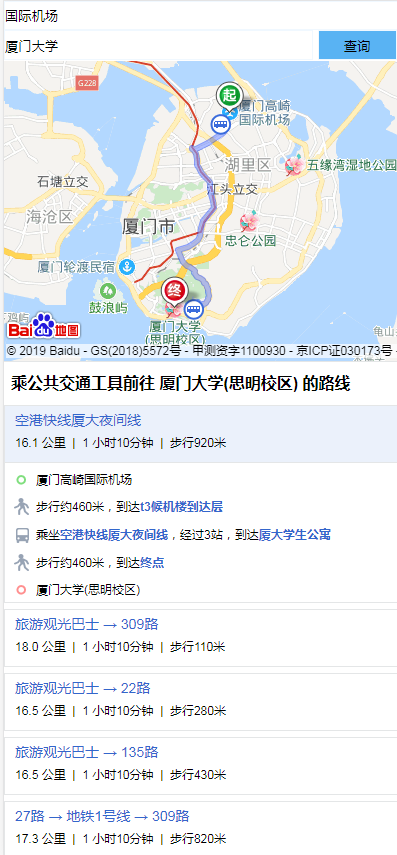 国际机场
厦门大学
查询
G228
起
厦门高崎
国际机场
湖里区
五缘湾湿地公园
石塘立交
江头立交
海沧区
厦门市
忠仑公园
厦门轮渡民宿
鼓浪屿
终
厦门大学
(思明校区)
Bai du 地图
龟山
© 2019 Baidu - GS(2018)5572号 - 甲测资字1100930 - 京ICP证030173号 -
乘公共交通工具前往 厦门大学(思明校区) 的路线
空港快线厦大夜间线
16.1 公里 | 1 小时10分钟 | 步行920米
厦门高崎国际机场
步行约460米，到达t3候机楼到达层
乘坐空港快线厦大夜间线，经过3站，到达厦大学生公寓
步行约460米，到达终点
厦门大学(思明校区)
旅游观光巴士 → 309路
18.0 公里 | 1 小时10分钟 | 步行110米
旅游观光巴士 → 22路
16.5 公里 | 1 小时10分钟 | 步行280米
旅游观光巴士 → 135路
16.5 公里 | 1 小时10分钟 | 步行430米
27路 → 地铁1号线 → 309路
17.3 公里 | 1 小时10分钟 | 步行820米